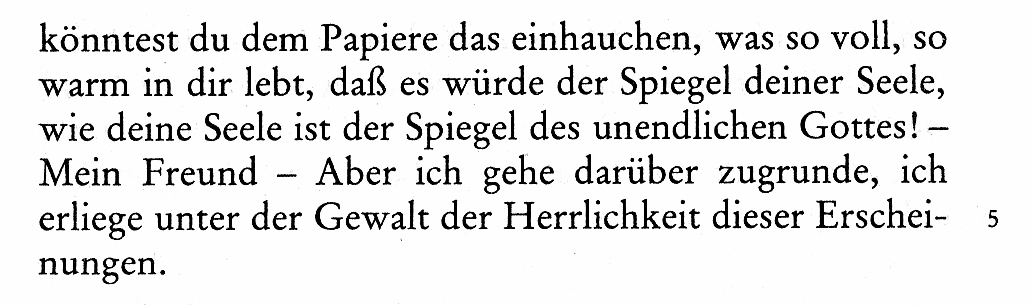 könntest du dem Papiere das einhauchen, was so voll, so
warm in dir lebt, daß es würde der Spiegel deiner Seele,
wie deine Seele ist der Spiegel des unendlichen Gottes! –
Mein Freund – Aber ich gehe darüber zugrunde, ich
erliege unter der Gewalt der Herrlichkeit dieser Erschei- 5
nungen.